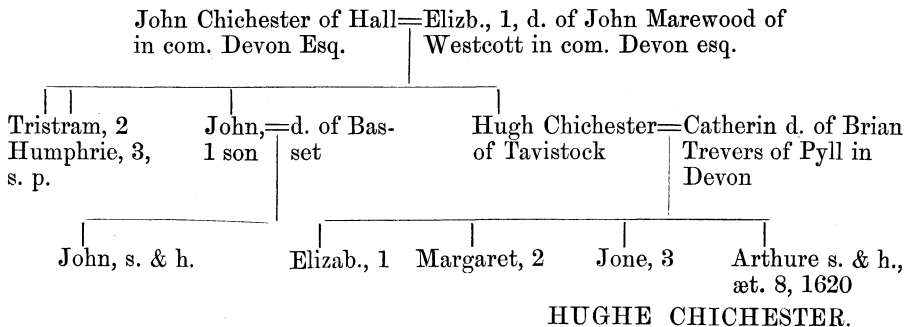 John Chichester of Hall=Elizb., 1, d. of John Marewood of
in com. Devon Esq. Westcott in com. Devon esq.
Tristram, 2 John,=d. of Bas- Hugh Chichester=Catherin d. of Brian
Humphrie, 3, 1 son set of Tavistock Trevers of Pyll in
s. p. Devon
John, s. & h. Elizab., 1 Margaret, 2 Jone, 3 Arthure s. & h.,
æt. 8, 1620
HUGHE CHICHESTER.